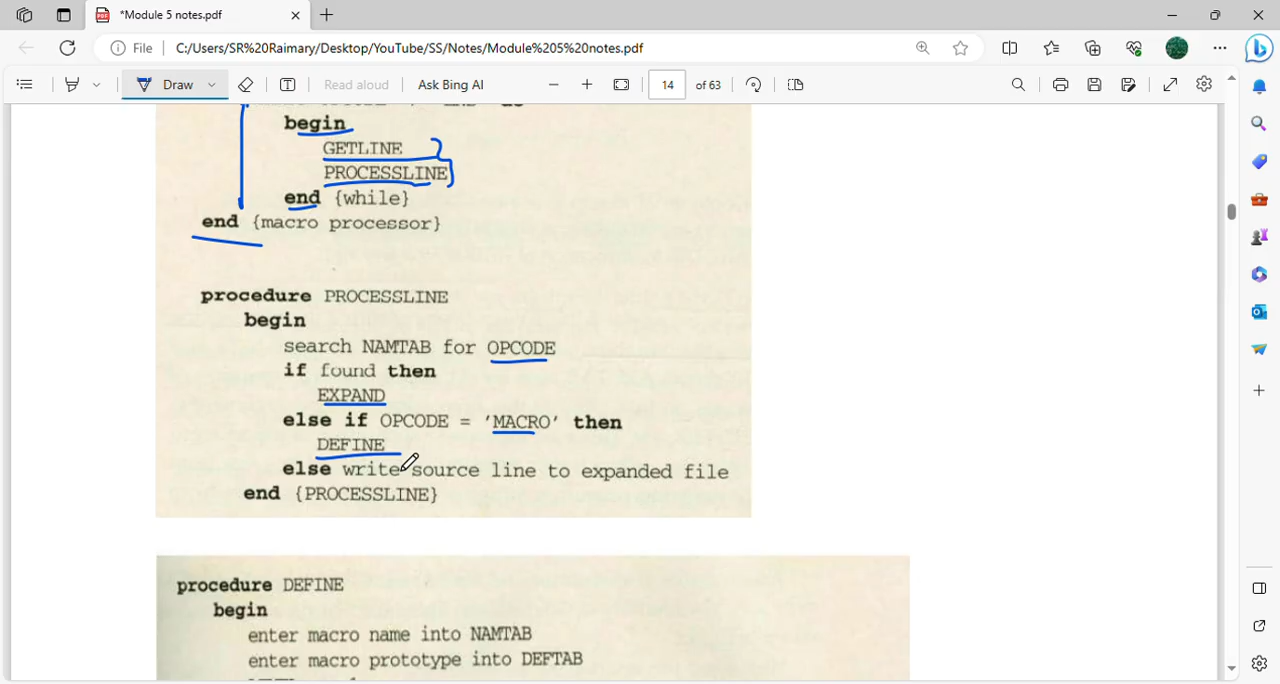 *Module 5 notes.pdf
File C:/Users/SR%20Raimary/Desktop/YouTube/SS/Notes/Module%205%20notes.pdf
Draw Read aloud Ask Bing AI 14 of 63
begin
GETLINE
PROCESSLINE
end {while}
end {macro processor}
procedure PROCESSLINE
begin
search NAMTAB for OPCODE
if found then
EXPAND
else if OPCODE = 'MACRO' then
DEFINE
else write source line to expanded file
end {PROCESSLINE}
procedure DEFINE
begin
enter macro name into NAMTAB
enter macro prototype into DEFTAB